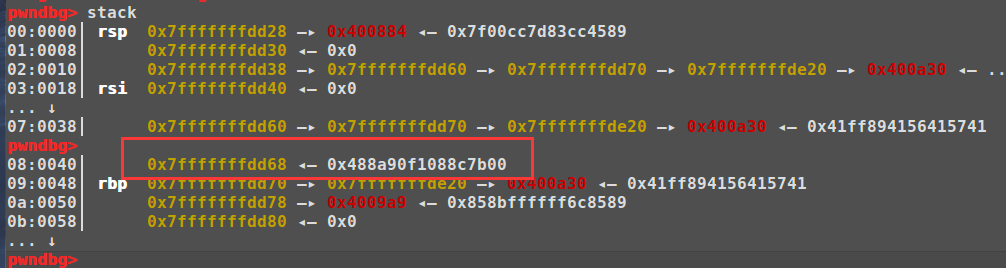 pwndbg> stack
00:0000│ rsp 0x7fffffffdd28 —▸ 0x400884 ◂— 0x7f00cc7d83cc4589
01:0008│ 0x7fffffffdd30 ◂— 0x0
02:0010│ 0x7fffffffdd38 —▸ 0x7fffffffdd60 —▸ 0x7fffffffdd70 —▸ 0x7fffffffde20 —▸ 0x400a30 ◂— ..
03:0018│ rsi 0x7fffffffdd40 ◂— 0x0
... ↓
07:0038│ 0x7fffffffdd60 —▸ 0x7fffffffdd70 —▸ 0x7fffffffde20 —▸ 0x400a30 ◂— 0x41ff894156415741
pwndbg>
08:0040│ 0x7fffffffdd68 ◂— 0x488a90f1088c7b00
09:0048│ rbp 0x7fffffffdd70 —▸ 0x7fffffffde20 —▸ 0x400a30 ◂— 0x41ff894156415741
0a:0050│ 0x7fffffffdd78 —▸ 0x4009a9 ◂— 0x858bffffff6c8589
0b:0058│ 0x7fffffffdd80 ◂— 0x0
... ↓
pwndbg>